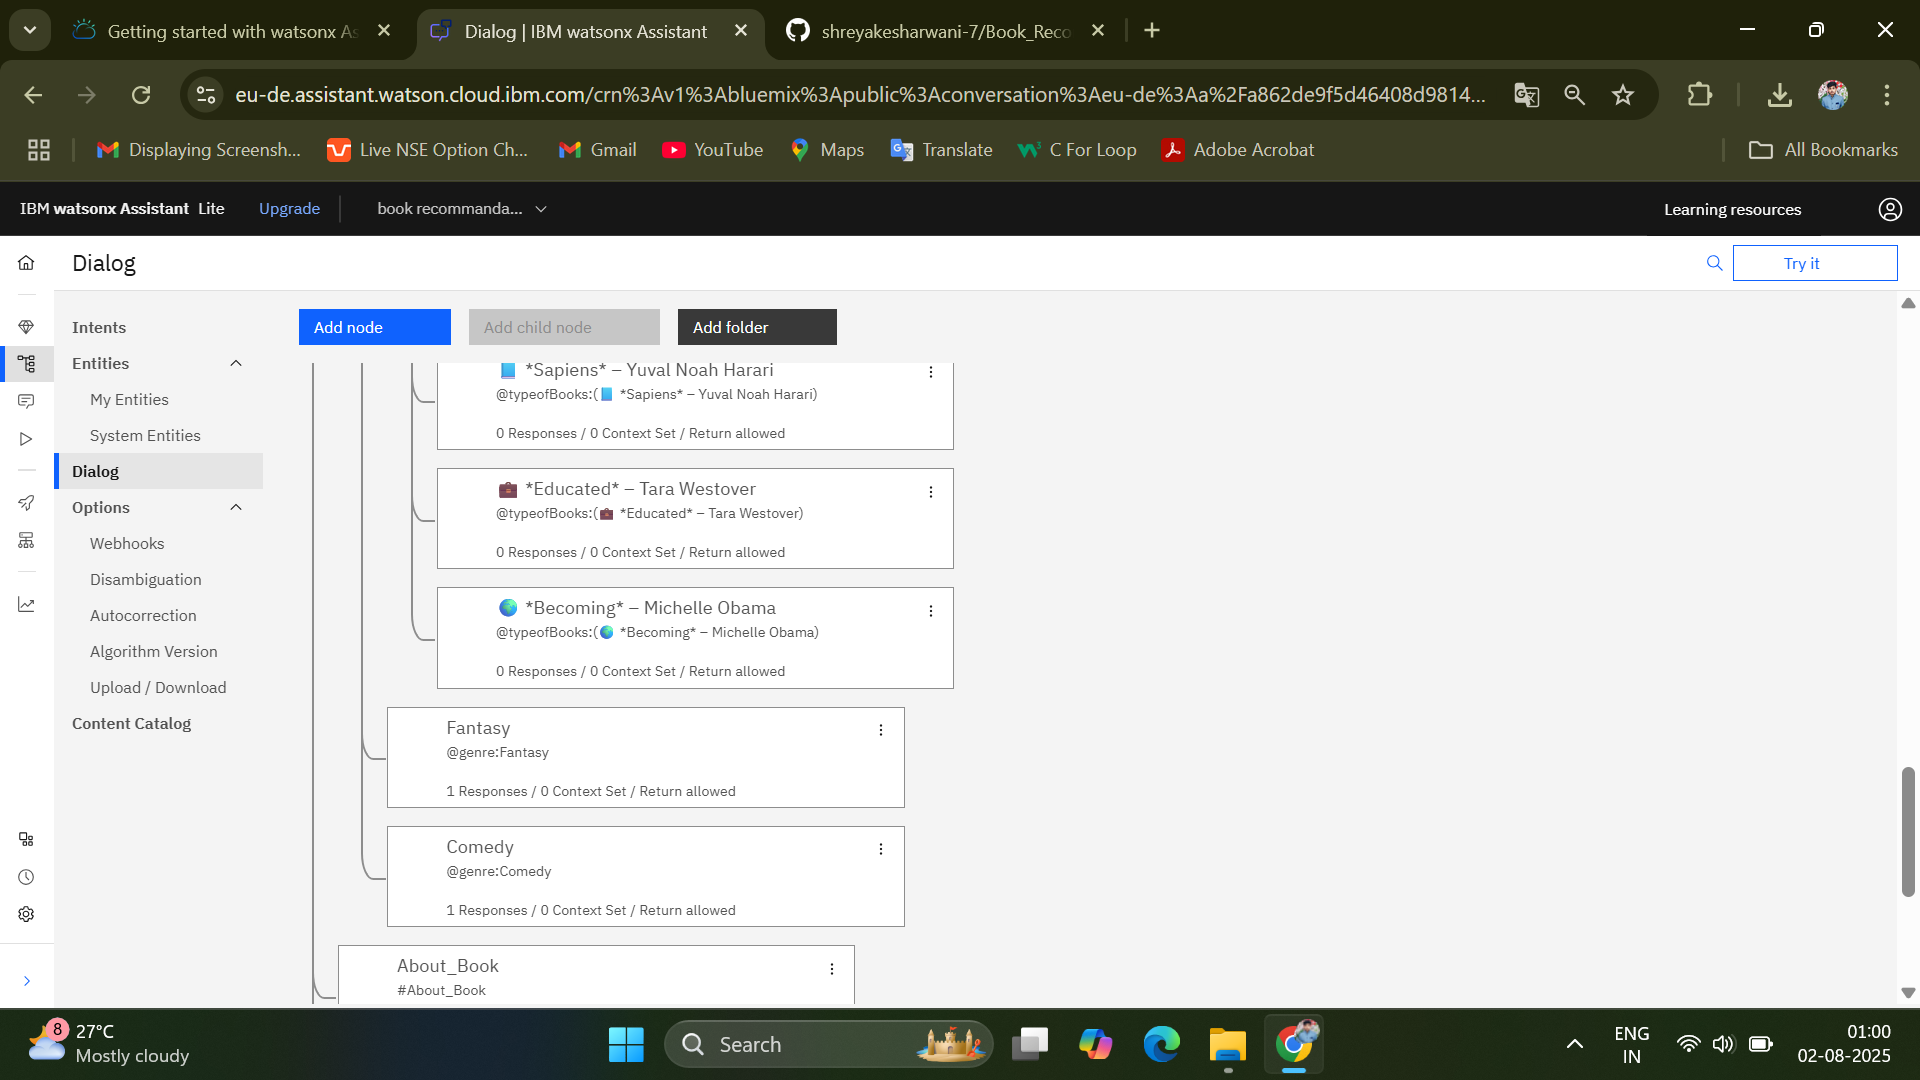 Getting started with watsonx As
Dialog | IBM watsonx Assistant
shreyakesharwani-7/Book_Reco
eu-de.assistant.watson.cloud.ibm.com/crn%3Av1%3Abluemix%3Apublic%3Aconversation%3Aeu-de%3Aa%2Fa862de9f5d46408d9814...
Displaying Screensh...
Live NSE Option Ch...
Gmail
YouTube
Maps
Translate
C For Loop
Adobe Acrobat
All Bookmarks
IBM watsonx Assistant Lite
Upgrade
book recommanda...
Learning resources
Dialog
Try it
Intents
Entities
My Entities
System Entities
Dialog
Options
Webhooks
Disambiguation
Autocorrection
Algorithm Version
Upload / Download
Content Catalog
Add node
Add child node
Add folder
📘 *Sapiens* – Yuval Noah Harari
@typeofBooks:(📘 *Sapiens* – Yuval Noah Harari)
0 Responses / 0 Context Set / Return allowed
💼 *Educated* – Tara Westover
@typeofBooks:(💼 *Educated* – Tara Westover)
0 Responses / 0 Context Set / Return allowed
🌍 *Becoming* – Michelle Obama
@typeofBooks:(🌍 *Becoming* – Michelle Obama)
0 Responses / 0 Context Set / Return allowed
Fantasy
@genre:Fantasy
1 Responses / 0 Context Set / Return allowed
Comedy
@genre:Comedy
1 Responses / 0 Context Set / Return allowed
About_Book
#About_Book
8
27°C
Mostly cloudy
Search
ENG
IN
01:00
02-08-2025